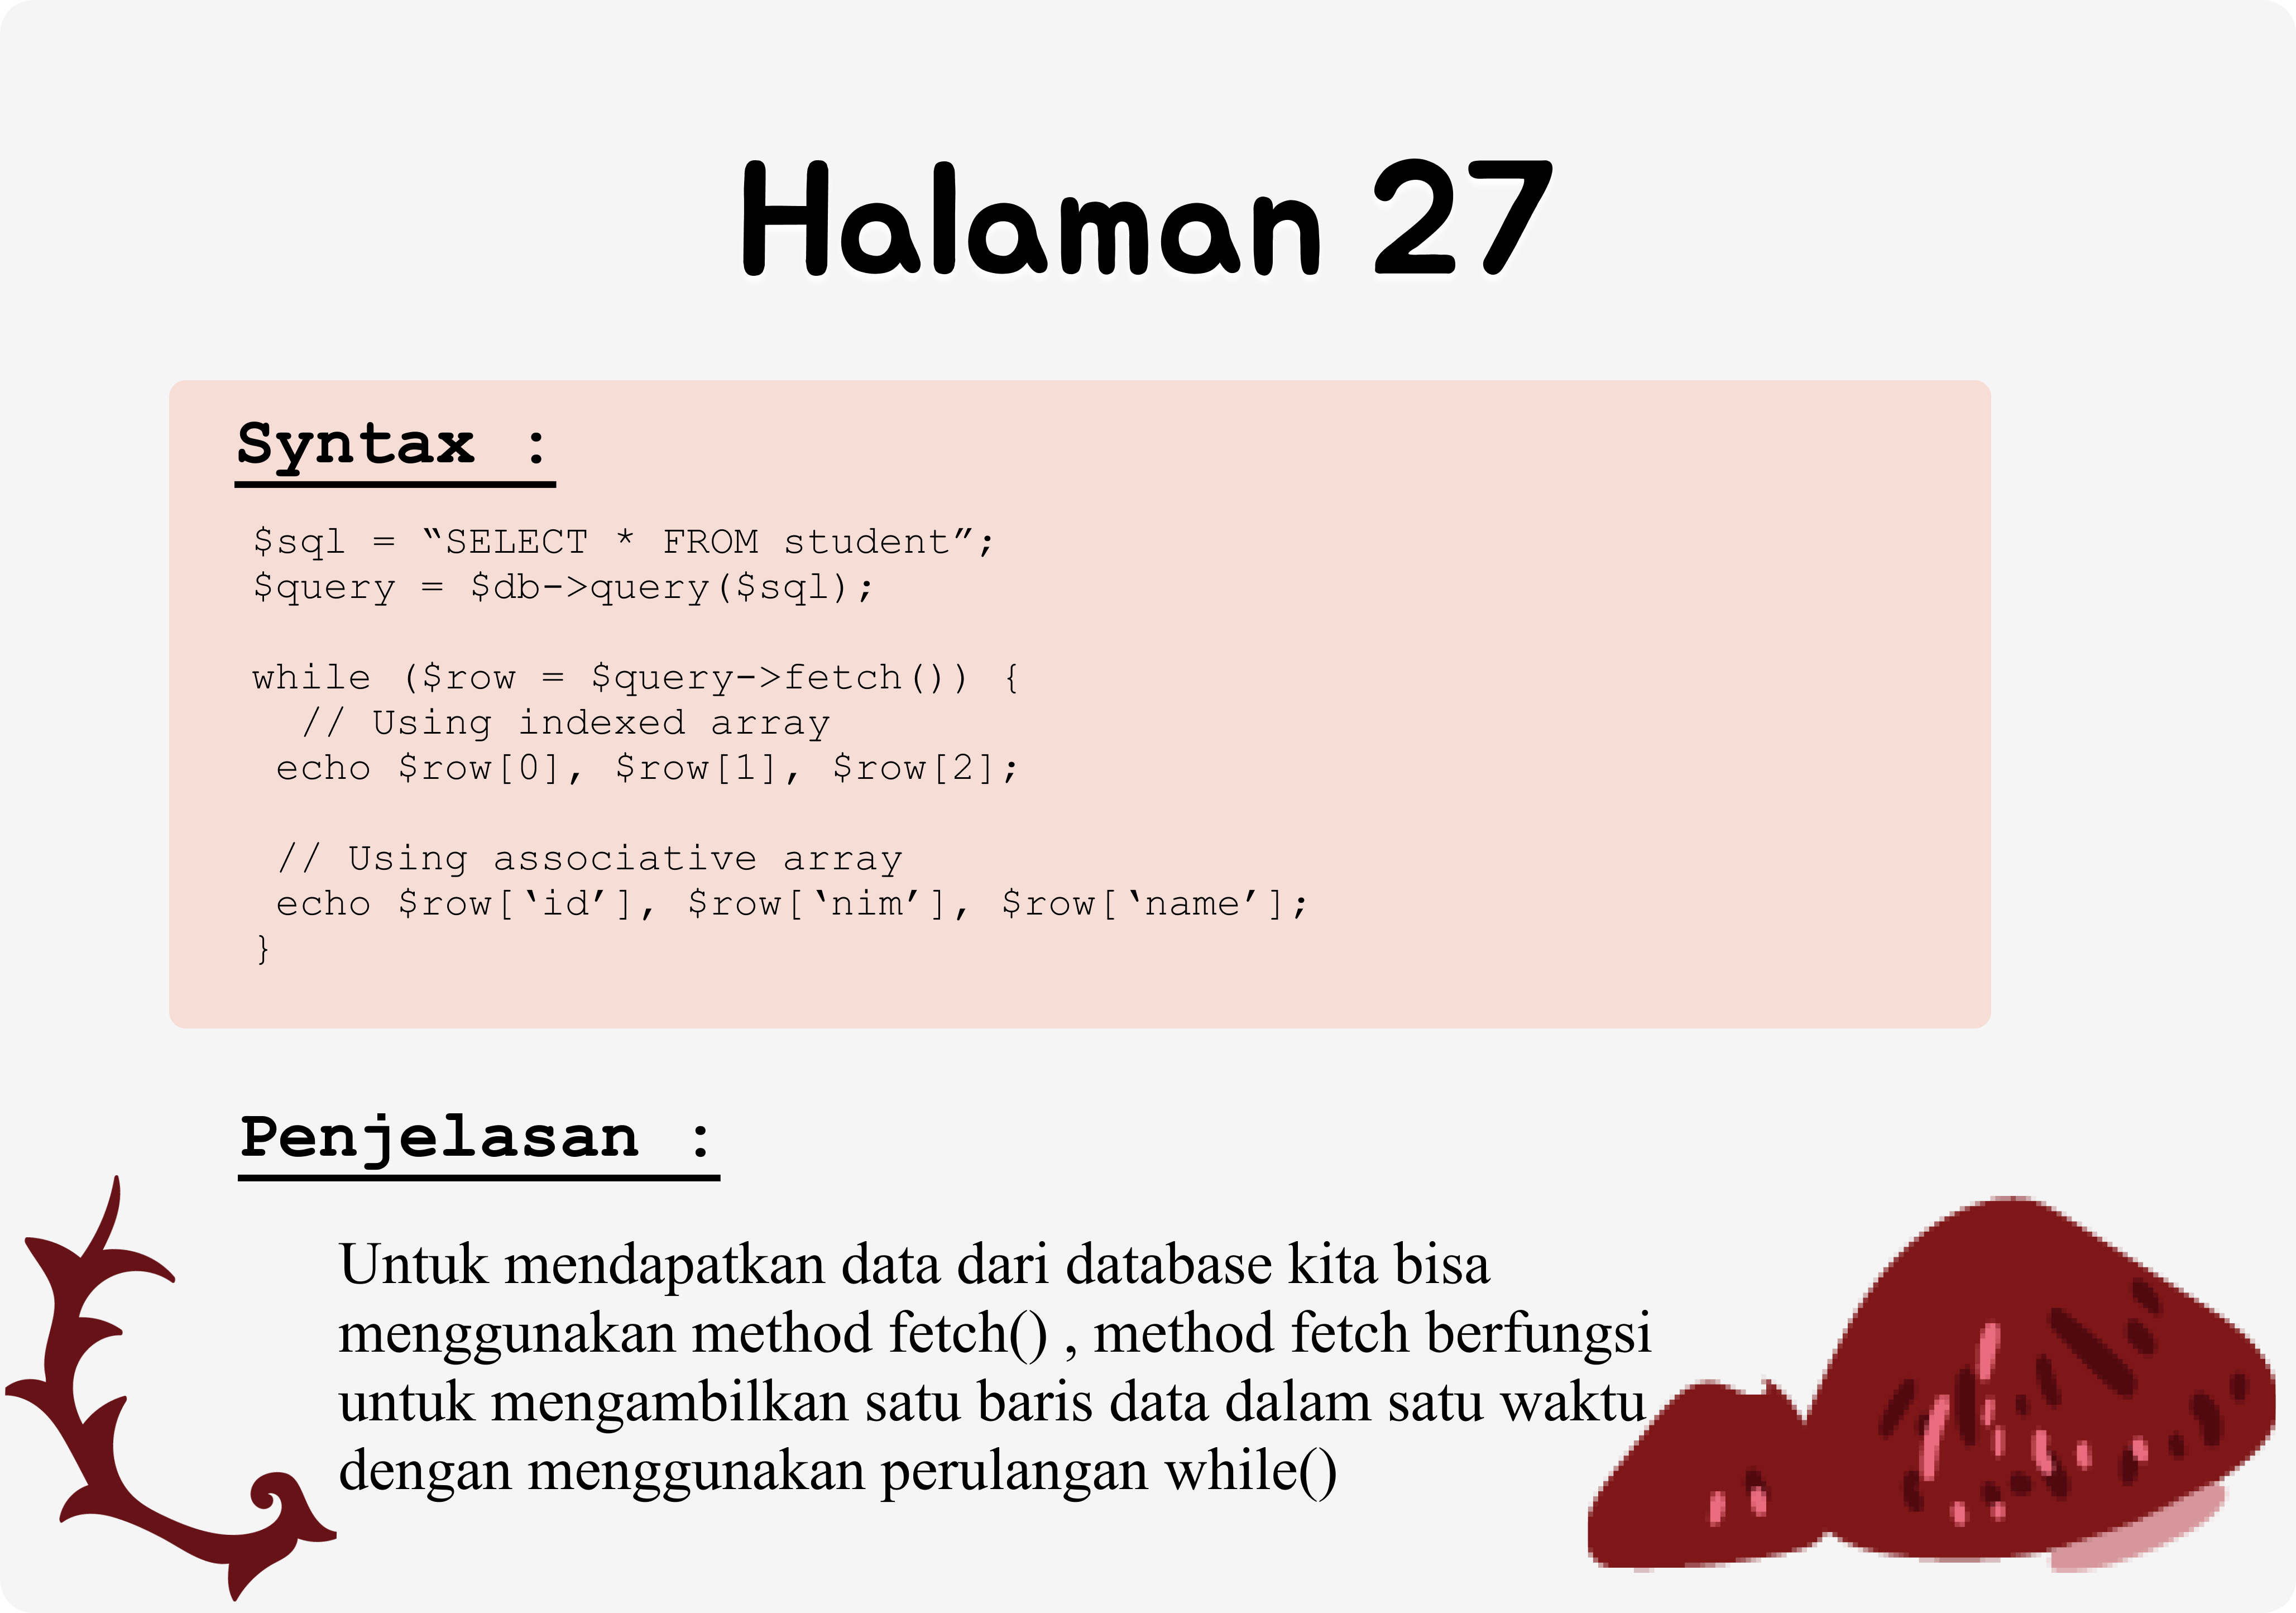 Halaman 27
Syntax :
$sql = “SELECT * FROM student”;
$query = $db->query($sql);
while ($row = $query->fetch()) {
// Using indexed array
echo $row[0], $row[1], $row[2];
// Using associative array
echo $row[‘id’], $row[‘nim’], $row[‘name’];
}
Penjelasan :
Untuk mendapatkan data dari database kita bisa
menggunakan method fetch() , method fetch berfungsi
untuk mengambilkan satu baris data dalam satu waktu
dengan menggunakan perulangan while()